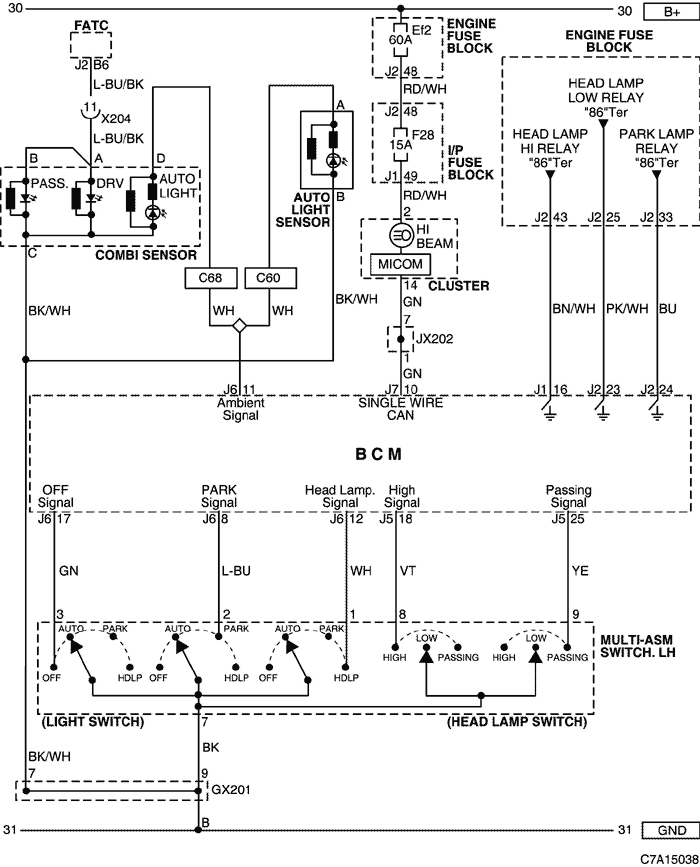 30
30 B+
FATC
J2 B6
L-BU/BK
11
X204
L-BU/BK
B A D
PASS. DRV AUTO
LIGHT
C
COMBI SENSOR
BK/WH
A
B
AUTO
LIGHT
SENSOR
C68 C60
WH WH
BK/WH
Ef2
60A
ENGINE
FUSE
BLOCK
J2 48
RD/WH
J2 48
F28
15A
I/P
FUSE
BLOCK
J1 49
RD/WH
2
HI
BEAM
MICOM
CLUSTER
14
GN
7
JX202
1
GN
ENGINE FUSE
BLOCK
HEAD LAMP
LOW RELAY
"86"Ter
HEAD LAMP
HI RELAY
"86"Ter
PARK LAMP
RELAY
"86"Ter
J2 43 J2 25 J2 33
BN/WH PK/WH BU
J6 11 J7 10 J1 16 J2 23 J2 24
Ambient
Signal
SINGLE WIRE
CAN
BCM
OFF
Signal
PARK
Signal
Head Lamp.
Signal
High
Signal
Passing
Signal
J6 17 J6 8 J6 12 J5 18 J5 25
GN L-BU WH VT YE
3 2 1 8 9
AUTO PARK AUTO PARK AUTO PARK LOW LOW
OFF HDLP OFF HDLP OFF HDLP HIGH PASSING HIGH PASSING
MULTI-ASM
SWITCH. LH
(LIGHT SWITCH) 7 (HEAD LAMP SWITCH)
BK/WH BK
7 9
GX201
B
31 31 GND
C7A15038